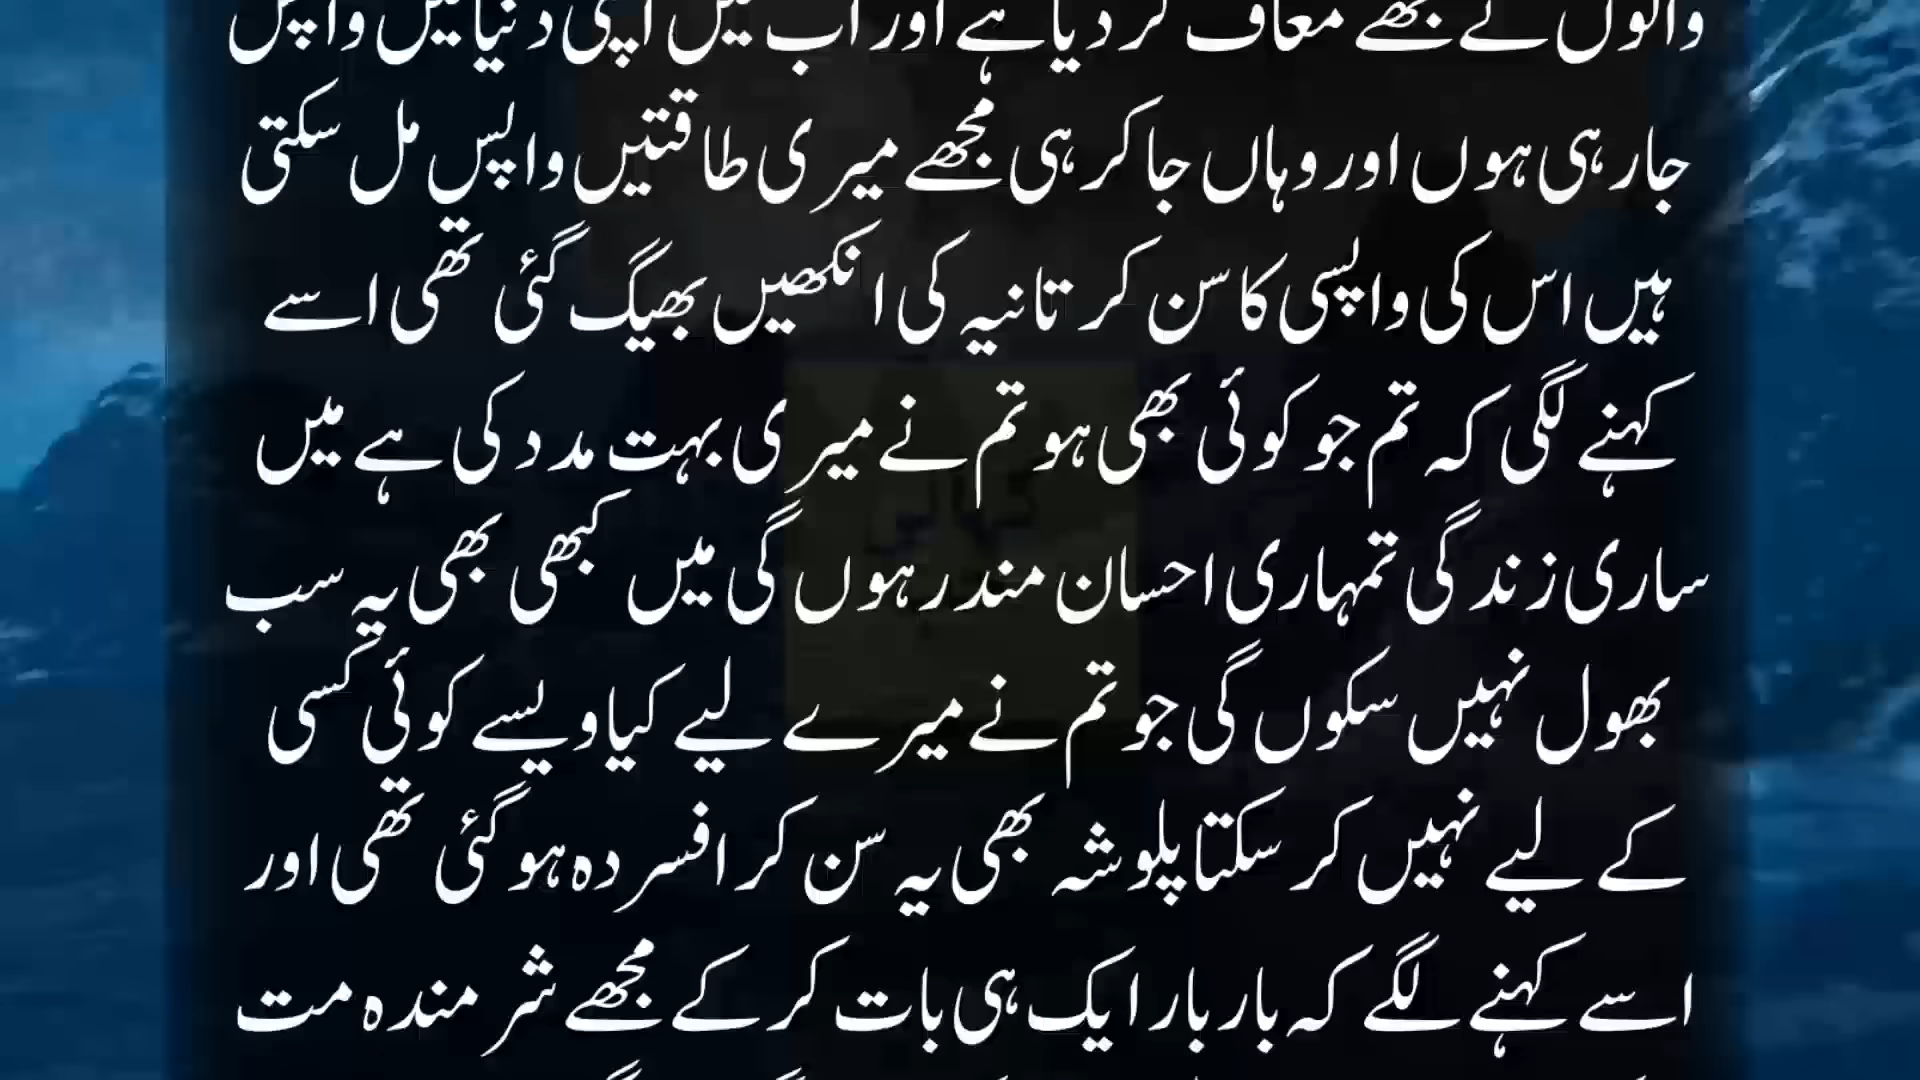 والوں نے مجھے معاف کر دیا ہے اور اب میں اپنی دنیا میں واپس
جا رہی ہوں اور وہاں جا کر ہی مجھے میری طاقتیں واپس مل سکتی
ہیں اس کی واپسی کا سن کر تانیہ کی انکھیں بھیگ گئی تھی اسے
کہنے لگی کہ تم جو کوئی بھی ہو تم نے میری بہت مدد کی ہے میں
ساری زندگی تمہاری احسان مند رہوں گی میں کبھی بھی یہ سب
بھول نہیں سکوں گی جو تم نے میرے لیے کیا ویسے کوئی کسی
کے لیے نہیں کر سکتا پلوشہ بھی یہ سن کر افسردہ ہو گئی تھی اور
اسے کہنے لگے کہ بار بار ایک ہی بات کر کے مجھے شرمندہ مت